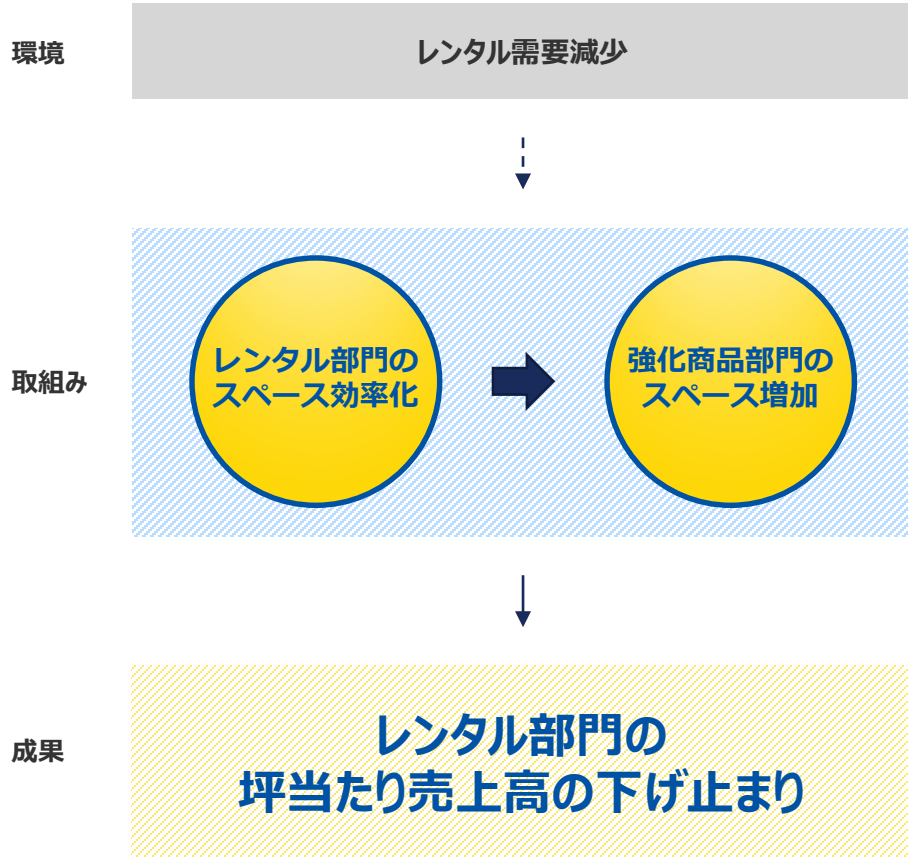 環境
レンタル需要減少
取組み
レンタル部門の
スペース効率化
強化商品部門の
スペース増加
成果
レンタル部門の
坪当たり売上高の下げ止まり